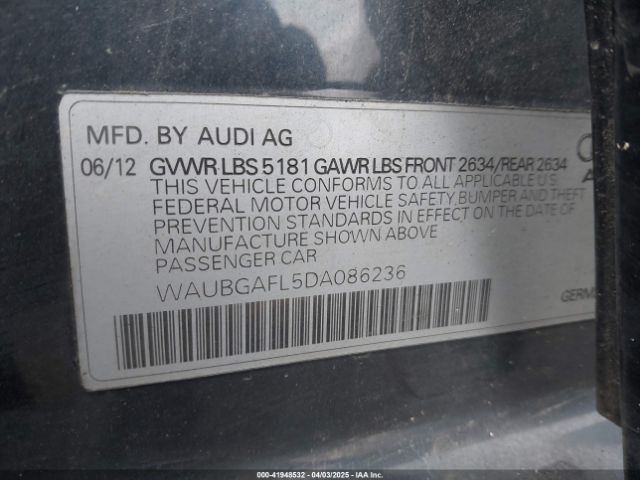 MFD. BY AUDI AG
06/12 GVWR LBS 5181 GAWR LBS FRONT 2634/REAR 2634
THIS VEHICLE CONFORMS TO ALL APPLICABLE U.S.
FEDERAL MOTOR VEHICLE SAFETY, BUMPER AND THEFT
PREVENTION STANDARDS IN EFFECT ON THE DATE OF
MANUFACTURE SHOWN ABOVE
PASSENGER CAR
WAUBGAFL5DA086236
000-41948532 - 04/03/2025 - IAAI.COM